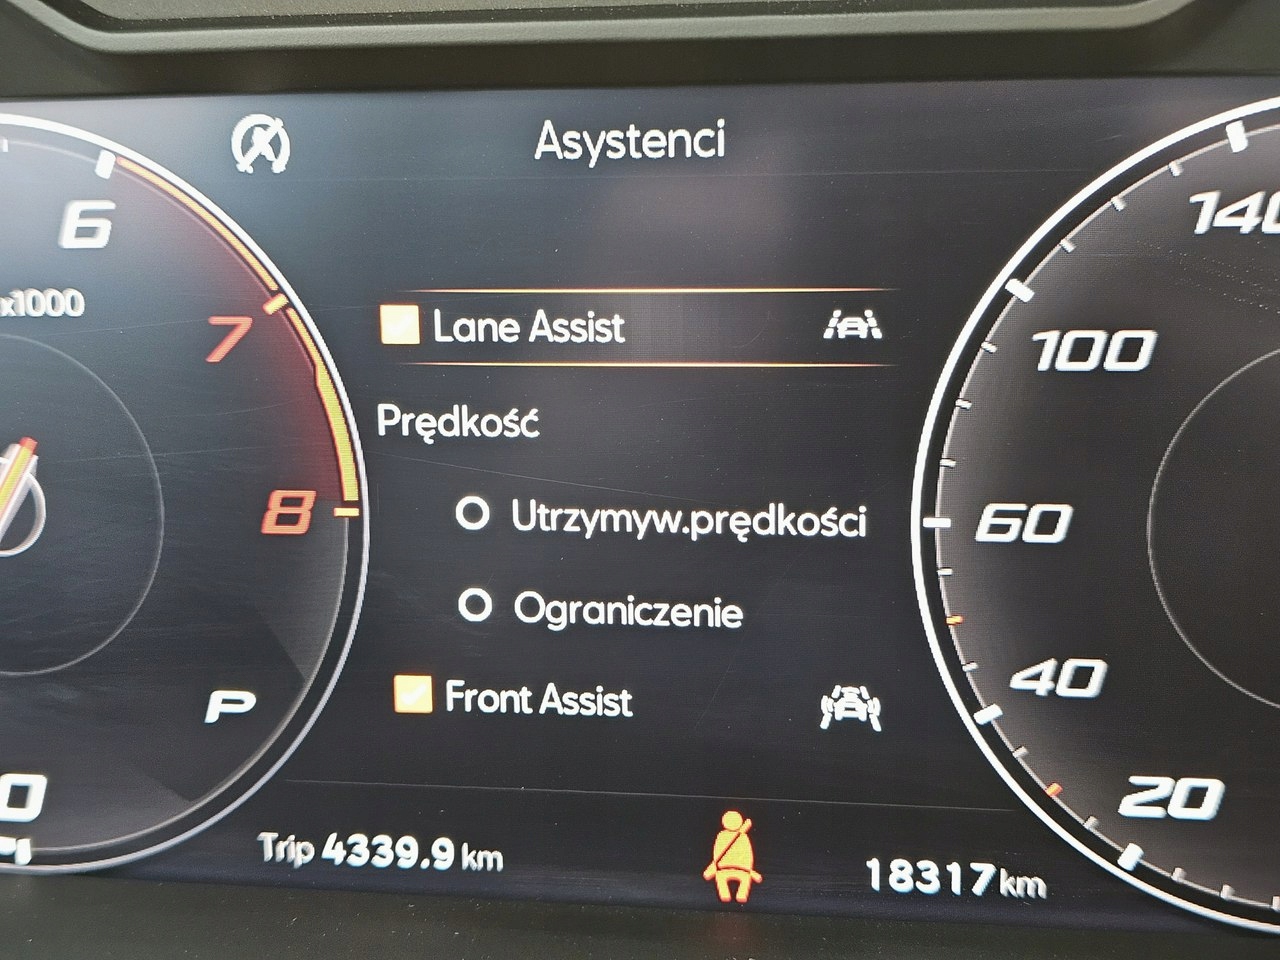 Asystenci
6
x1000
7
8
P
0
Lane Assist
Prędkość
Utrzymyw.prędkości
Ograniczenie
Front Assist
140
100
60
40
20
Trip 4339.9 km
18317 km